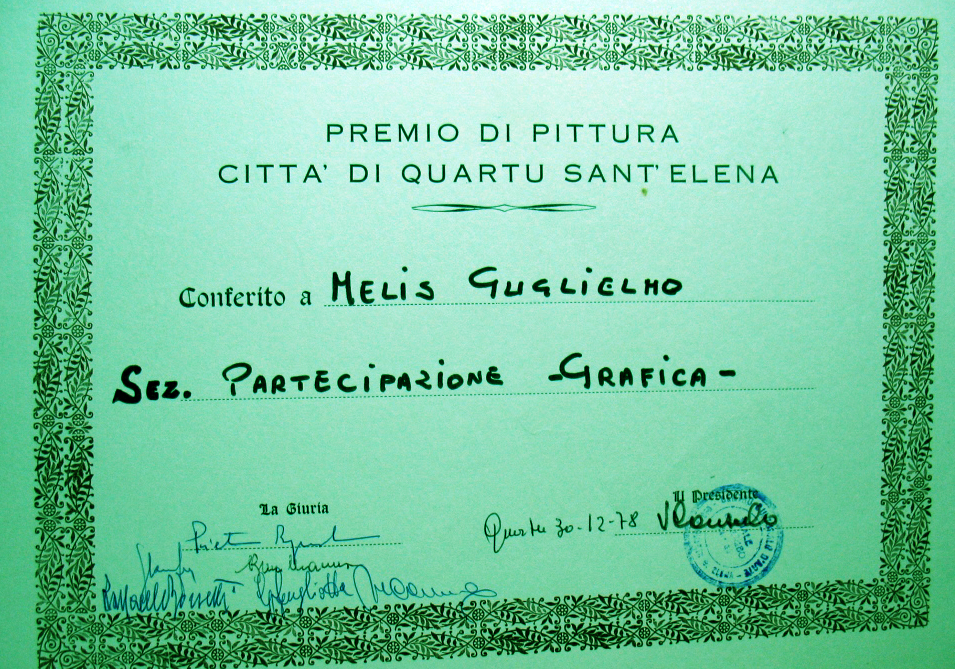 PREMIO DI PITTURA
CITTA' DI QUARTU SANT'ELENA
Conferito a MELIS GUGLIELMO
SEZ. PARTECIPAZIONE -GRAFICA-
La Giuria
Il Presidente
Quartu 30-12-78